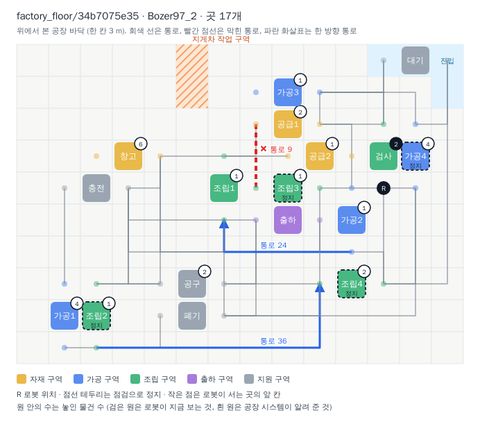 factory_floor/34b7075e35 · Bozer97_2 · 곳 17개
위에서 본 공장 바닥 (한 칸 3 m). 회색 선은 통로, 빨간 점선은 막힌 통로, 파란 화살표는 한 방향 통로
지게차 작업 구역
대기
진입
가공3 1
공급1 2
통로 9
창고 6
공급2 1
검사 2
가공4 4
정지
충전
조립1 1
조립3 1
정지
R
출하
가공2 1
통로 24
공구 2
조립4 2
정지
가공1 4
조립2 1
정지
폐기
통로 36
자재 구역
가공 구역
조립 구역
출하 구역
지원 구역
R 로봇 위치 · 점선 테두리는 점검으로 정지 · 작은 점은 로봇이 서는 곳의 앞 칸
원 안의 수는 놓인 물건 수 (검은 원은 로봇이 지금 보는 것, 흰 원은 공장 시스템이 알려 준 것)